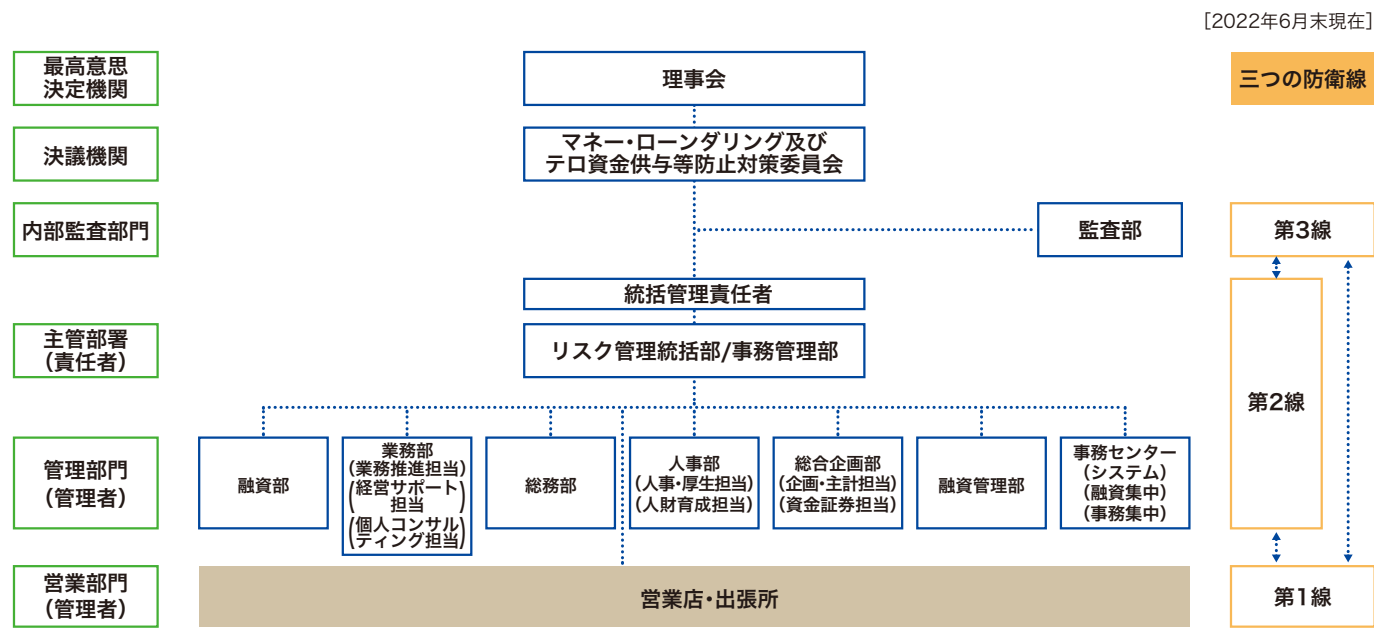 [2022年6月末現在]
最高意思
決定機関
理事会
三つの防衛線
決議機関
マネー・ローンダリング及び
テロ資金供与等防止対策委員会
内部監査部門
監査部
第3線
統括管理責任者
主管部署
(責任者)
リスク管理統括部/事務管理部
第2線
管理部門
(管理者)
融資部
業務部
(業務推進担当)
(経営サポート
担当)
(個人コンサル
ティング担当)
総務部
人事部
(人事・厚生担当)
(人財育成担当)
総合企画部
(企画・主計担当)
(資金証券担当)
融資管理部
事務センター
(システム)
(融資集中)
(事務集中)
営業部門
(管理者)
営業店・出張所
第1線